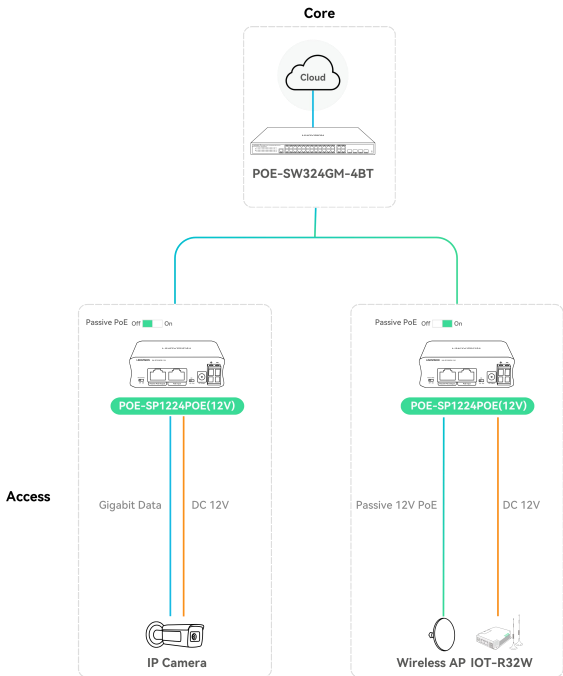 Core
Cloud
POE-SW324GM-4BT
Passive PoE Off On
Passive PoE Off On
POE-SP1224POE(12V)
POE-SP1224POE(12V)
Gigabit Data DC 12V
Passive 12V PoE DC 12V
Access
IP Camera
Wireless AP IOT-R32W